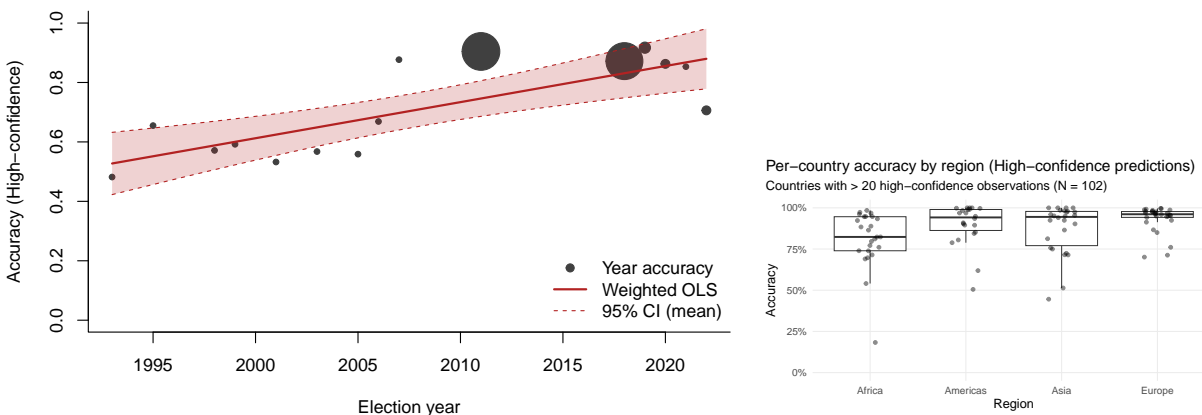 Accuracy (High−confidence)
1.0
0.8
0.6
0.4
0.2
0.0
Year accuracy
Weighted OLS
95% CI (mean)
1995 2000 2005 2010 2015 2020
Election year
Per−country accuracy by region (High−confidence predictions)
Countries with > 20 high−confidence observations (N = 102)
Accuracy
100%
75%
50%
25%
0%
Africa Americas Asia Europe
Region